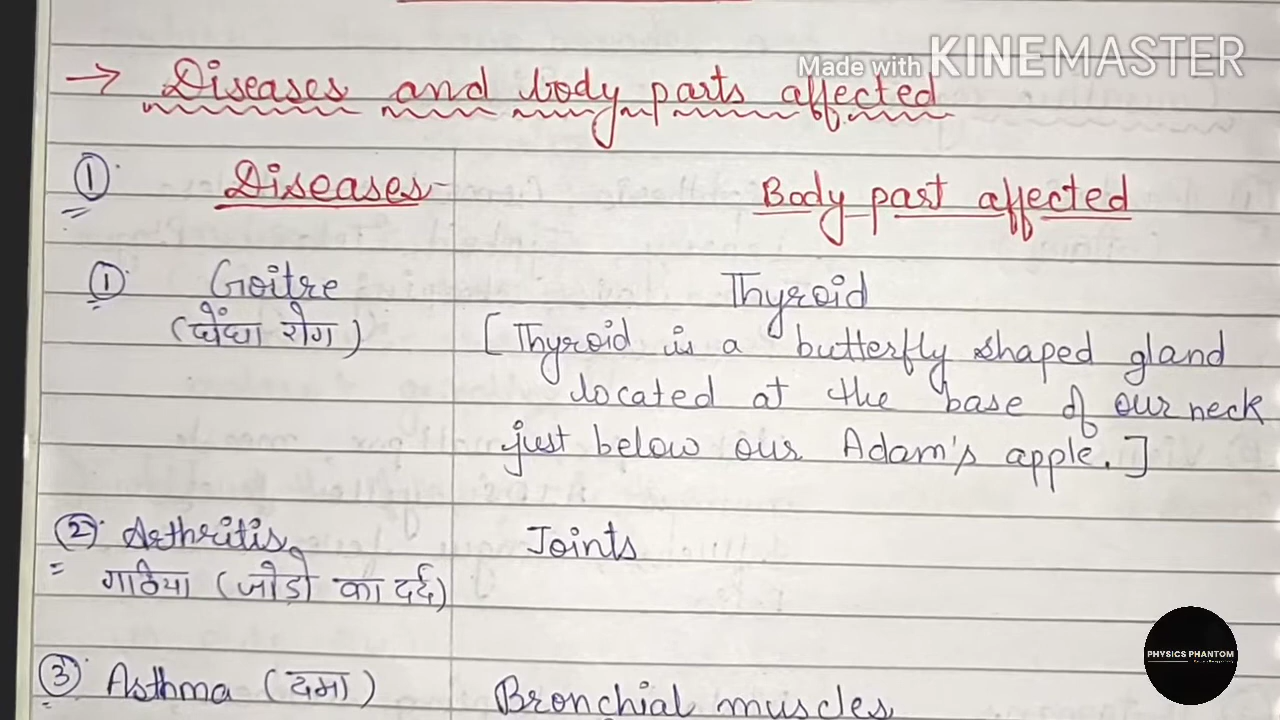 Made with KINEMASTER
→ Diseases and body parts affected
① Diseases- Body part affected
① Goitre Thyroid
(घेंघा रोग) [Thyroid is a butterfly shaped gland
located at the base of our neck
just below our Adam's apple.]
② Arthritis Joints
= गठिया (जोडो का दर्द)
③ Asthma (दमा) Bronchial muscles
PHYSICS PHANTOM